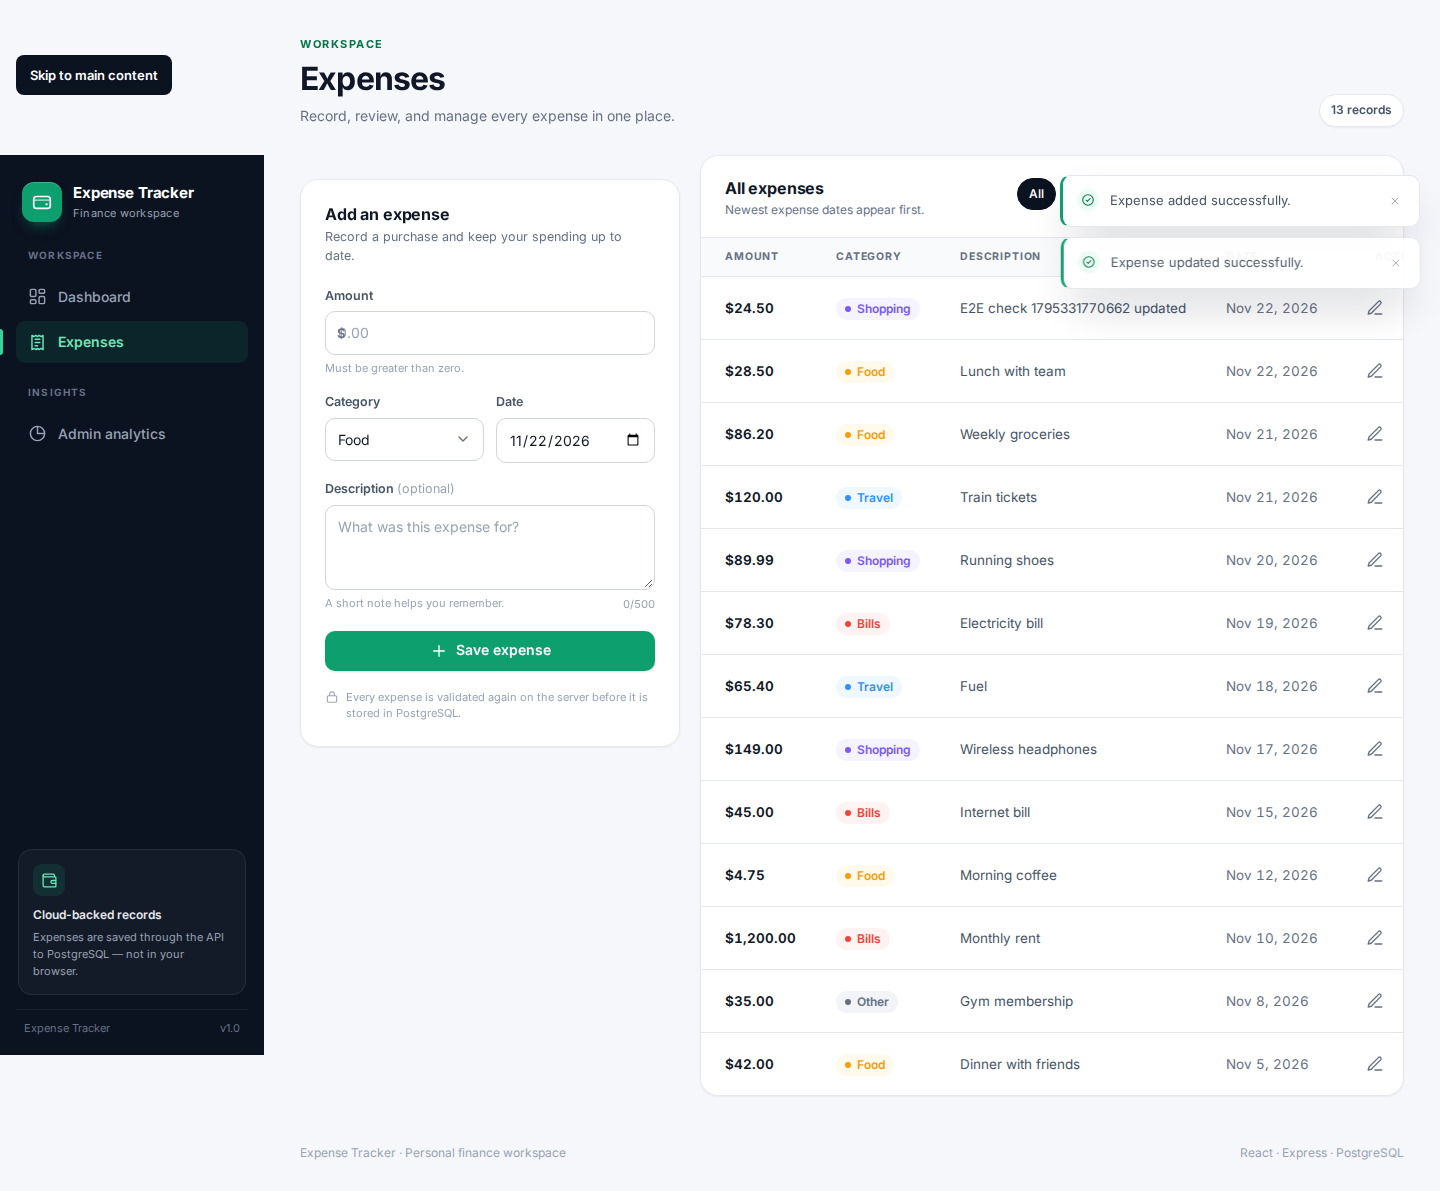 Skip to main content
WORKSPACE
Expenses
Record, review, and manage every expense in one place.
13 records
Expense Tracker
Finance workspace
WORKSPACE
Dashboard
Expenses
INSIGHTS
Admin analytics
Cloud-backed records
Expenses are saved through the API
to PostgreSQL — not in your
browser.
Expense Tracker v1.0
Add an expense
Record a purchase and keep your spending up to
date.
Amount
$ .00
Must be greater than zero.
Category Date
Food 11/22/2026
Description (optional)
What was this expense for?
A short note helps you remember. 0/500
Save expense
Every expense is validated again on the server before it is
stored in PostgreSQL.
All expenses
Newest expense dates appear first.
All
Expense added successfully. ×
Expense updated successfully. ×
AMOUNT CATEGORY DESCRIPTION
$24.50 Shopping E2E check 1795331770662 updated Nov 22, 2026
$28.50 Food Lunch with team Nov 22, 2026
$86.20 Food Weekly groceries Nov 21, 2026
$120.00 Travel Train tickets Nov 21, 2026
$89.99 Shopping Running shoes Nov 20, 2026
$78.30 Bills Electricity bill Nov 19, 2026
$65.40 Travel Fuel Nov 18, 2026
$149.00 Shopping Wireless headphones Nov 17, 2026
$45.00 Bills Internet bill Nov 15, 2026
$4.75 Food Morning coffee Nov 12, 2026
$1,200.00 Bills Monthly rent Nov 10, 2026
$35.00 Other Gym membership Nov 8, 2026
$42.00 Food Dinner with friends Nov 5, 2026
Expense Tracker · Personal finance workspace
React · Express · PostgreSQL